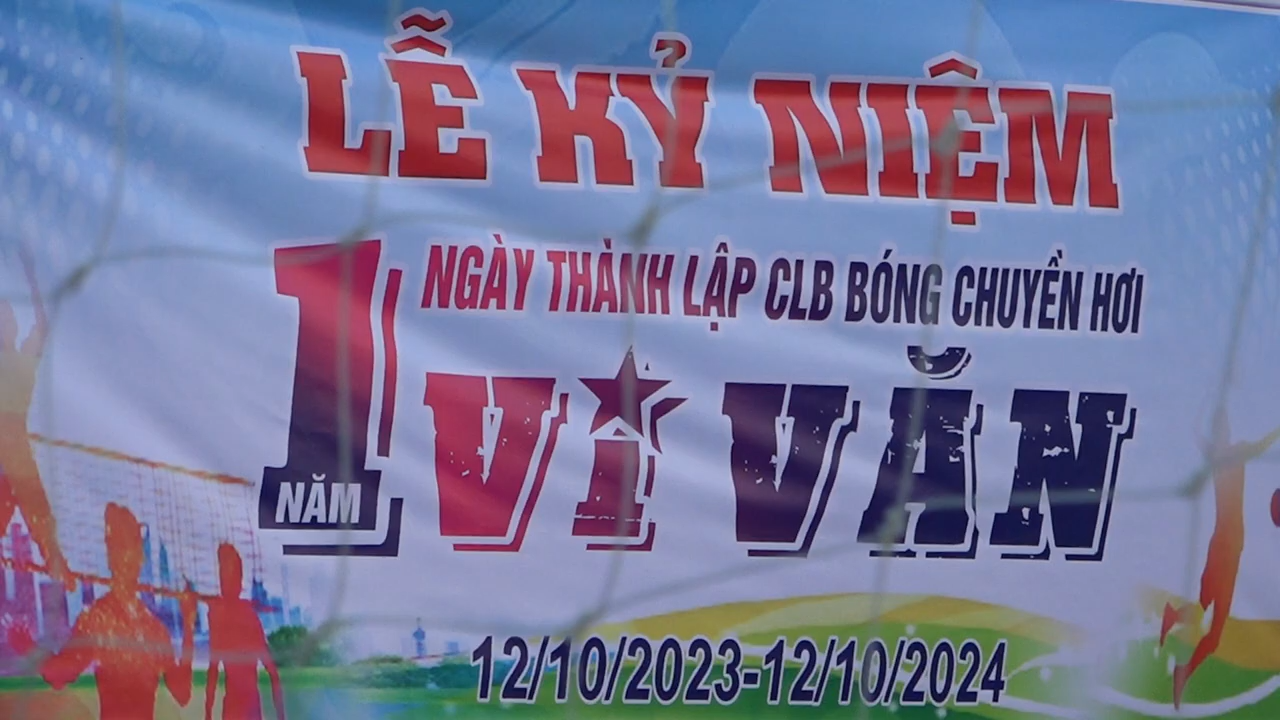 LỄ KỶ NIỆM
1 NĂM
NGÀY THÀNH LẬP CLB BÓNG CHUYỀN HƠI
Vi VĂN
12/10/2023-12/10/2024